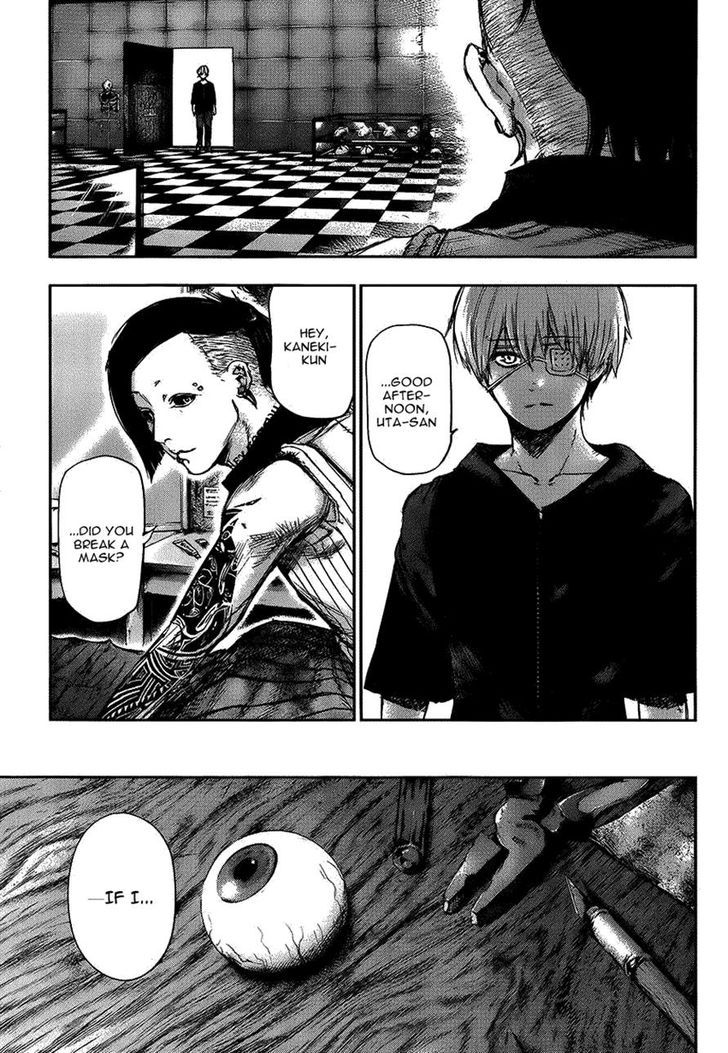 ...GOOD
AFTER-
NOON,
UTA-SAN
HEY,
KANEKI-
KUN
...DID YOU
BREAK A
MASK?
—IF I...